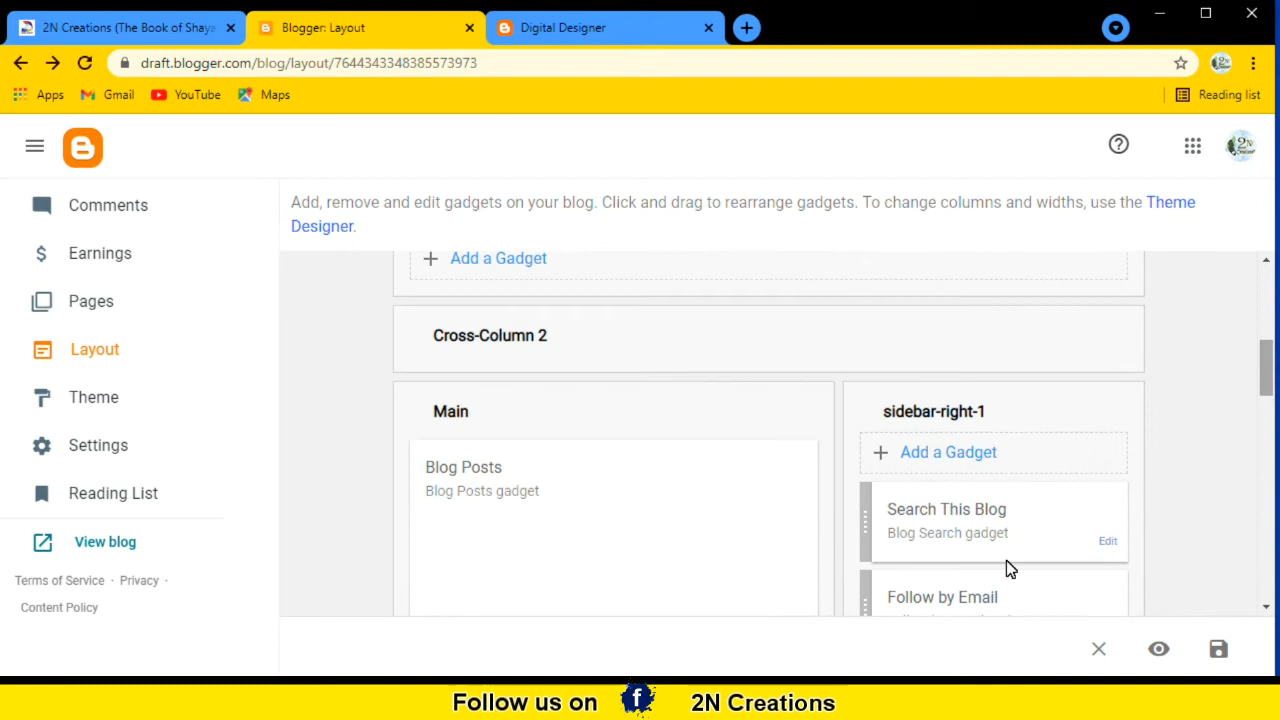 2N Creations (The Book of Shaya
Blogger: Layout
Digital Designer
draft.blogger.com/blog/layout/7644343348385573973
Apps
Gmail
YouTube
Maps
Reading list
Add, remove and edit gadgets on your blog. Click and drag to rearrange gadgets. To change columns and widths, use the Theme
Designer.
Comments
Earnings
Pages
Layout
Theme
Settings
Reading List
View blog
Terms of Service · Privacy ·
Content Policy
+ Add a Gadget
Cross-Column 2
Main
Blog Posts
Blog Posts gadget
sidebar-right-1
+ Add a Gadget
Search This Blog
Blog Search gadget
Edit
Follow by Email
Follow us on f 2N Creations